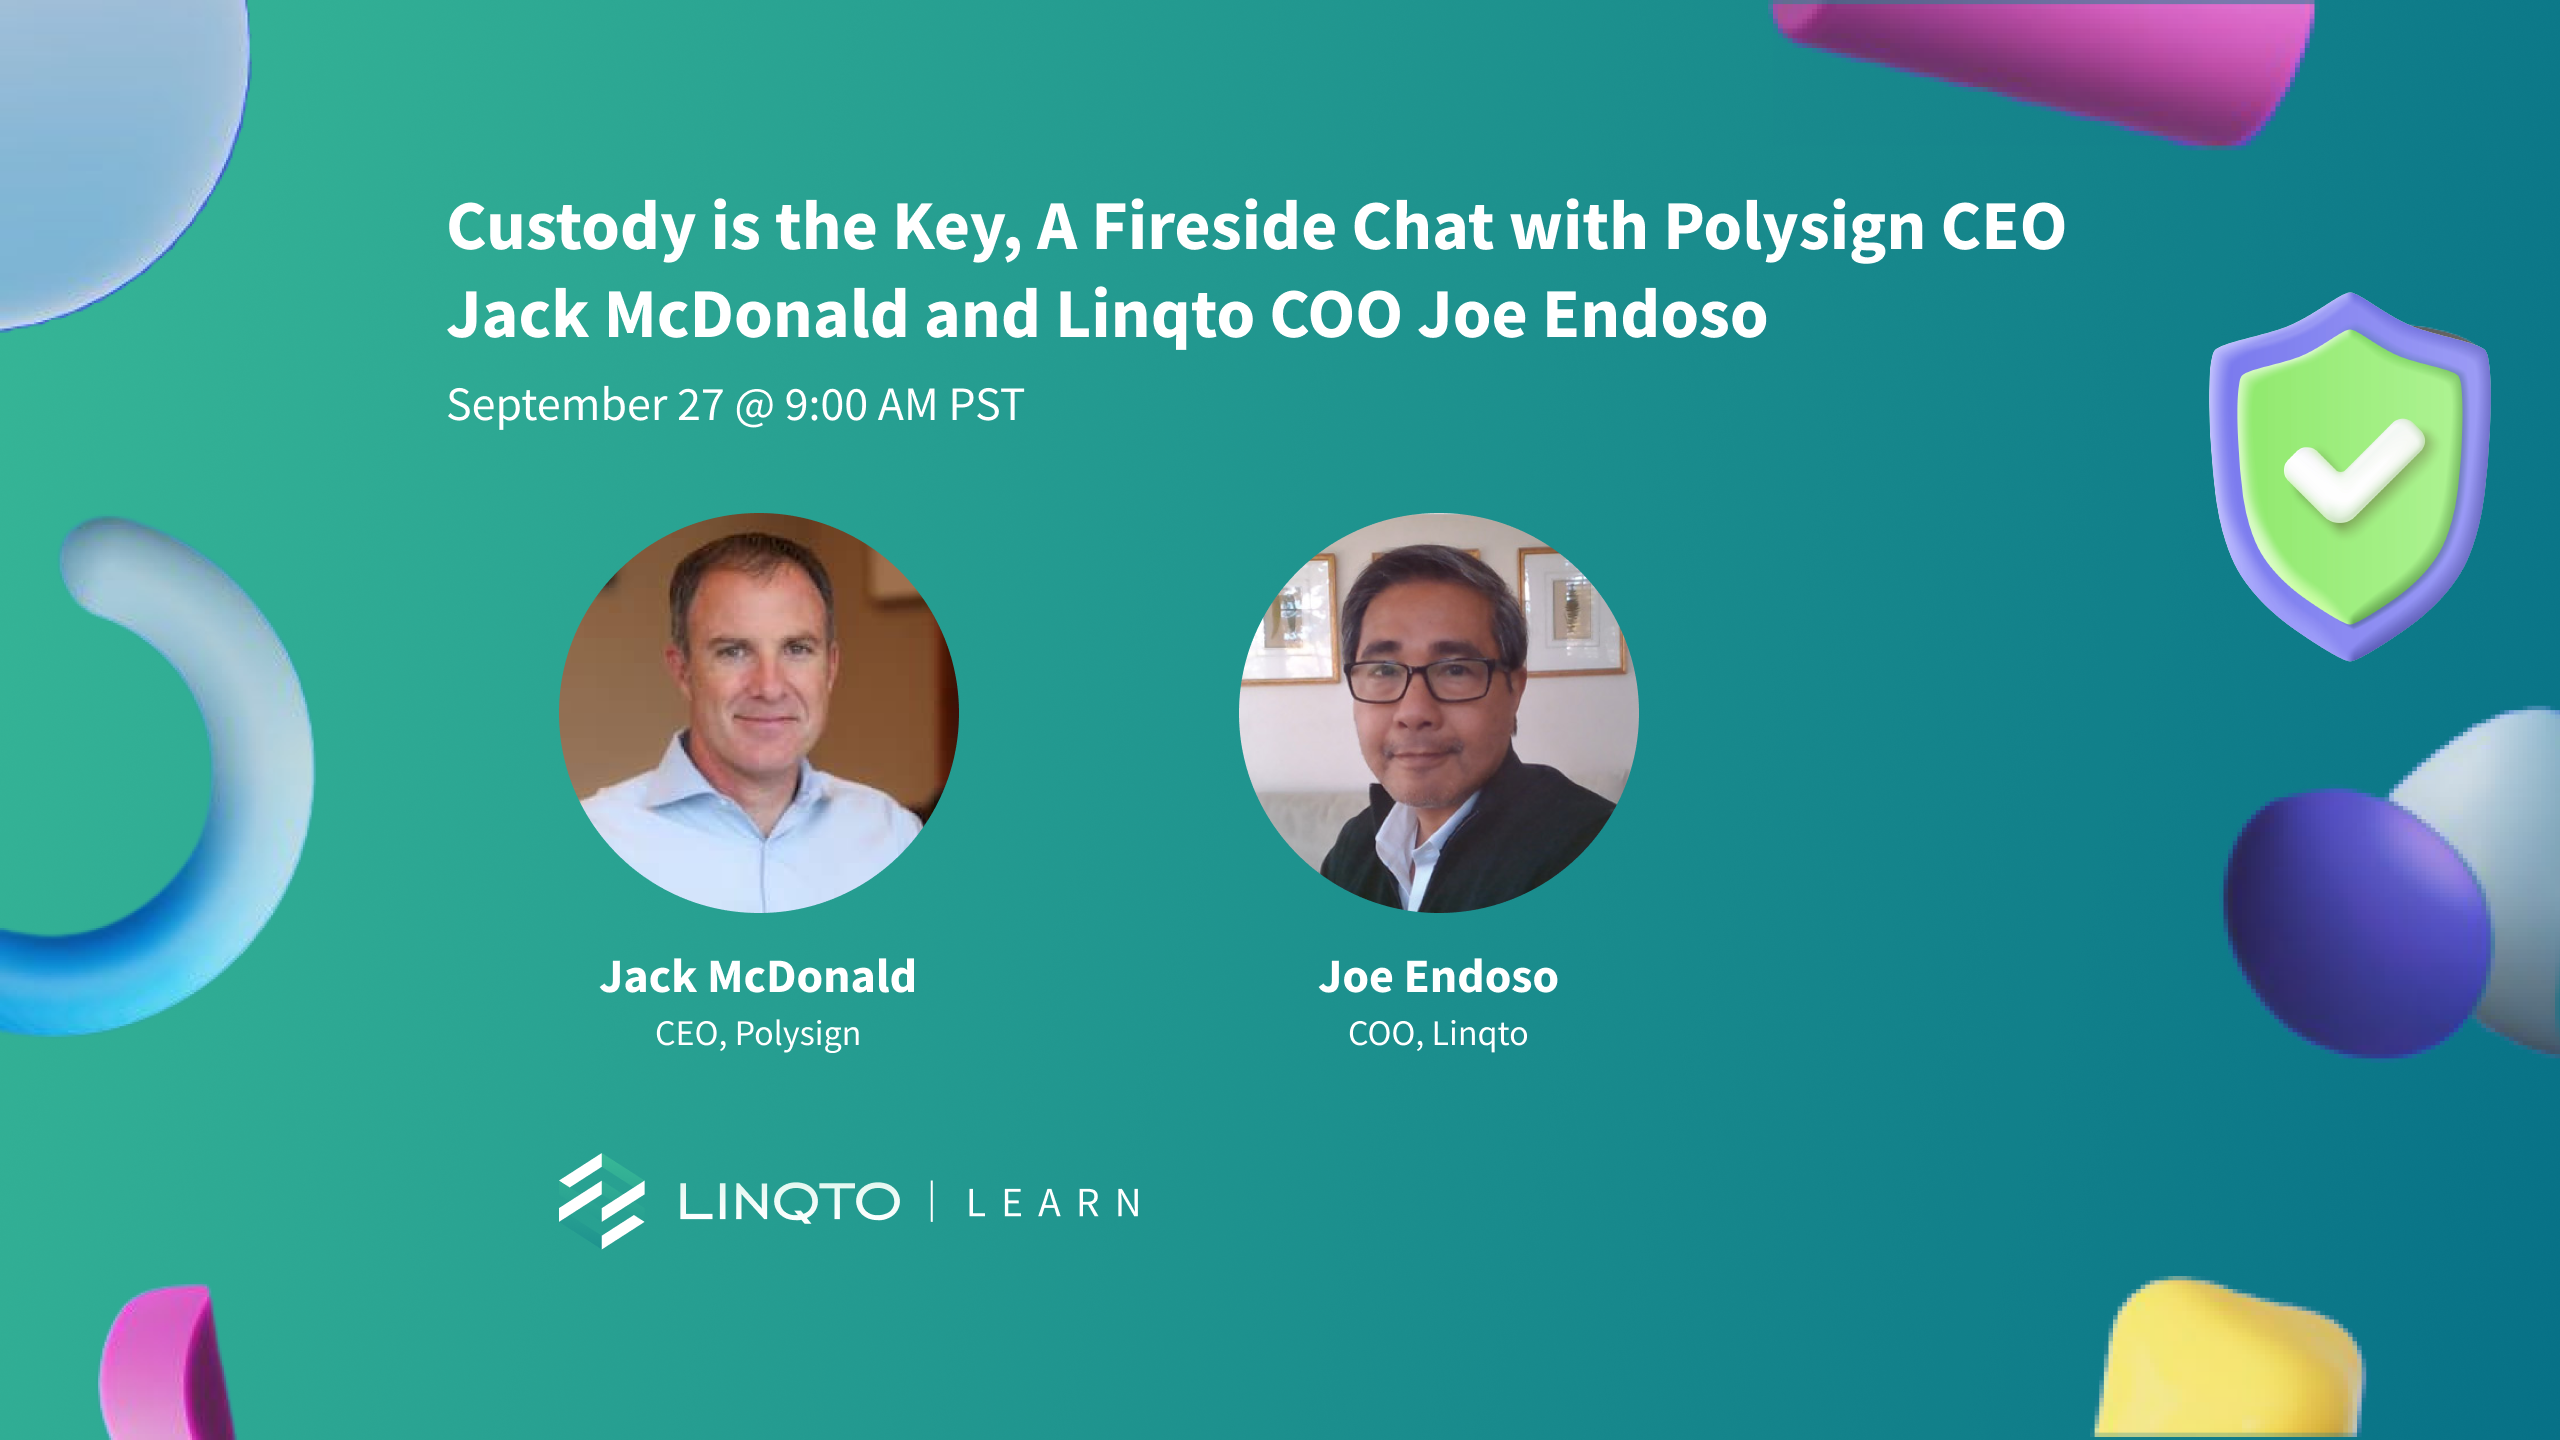 Custody is the Key, A Fireside Chat with Polysign CEO
Jack McDonald and Linqto COO Joe Endoso
September 27 @ 9:00 AM PST
Jack McDonald
CEO, Polysign
Joe Endoso
COO, Linqto
LINQTO | LEARN